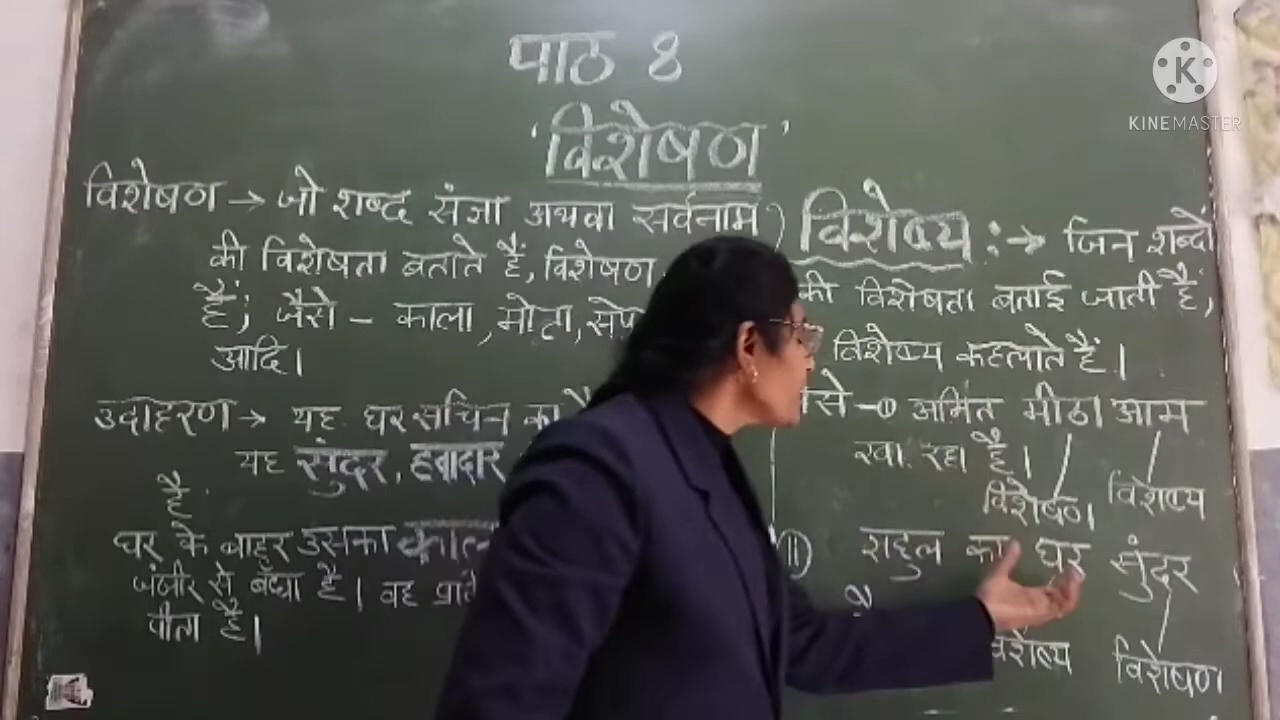 पाठ 8
'विशेषण'
विशेषण → जो शब्द संज्ञा अथवा सर्वनाम
की विशेषता बताते हैं, विशेषण
हैं; जैसे - काला, मोटा,
आदि।
उदाहरण → यह घर सचिन का है
यह सुंदर, हवादार
है
घर के बाहर उसका
जंजीर से बंधा है। वह
पीता है।
विशेष्य :→ जिन शब्दों
की विशेषता बताई जाती है,
विशेष्य कहलाते हैं।
अमित मीठा आम
खा रहा है।
विशेषण विशेष्य
(ii) राहुल का घर सुंदर
है
विशेषण
KINEMASTER